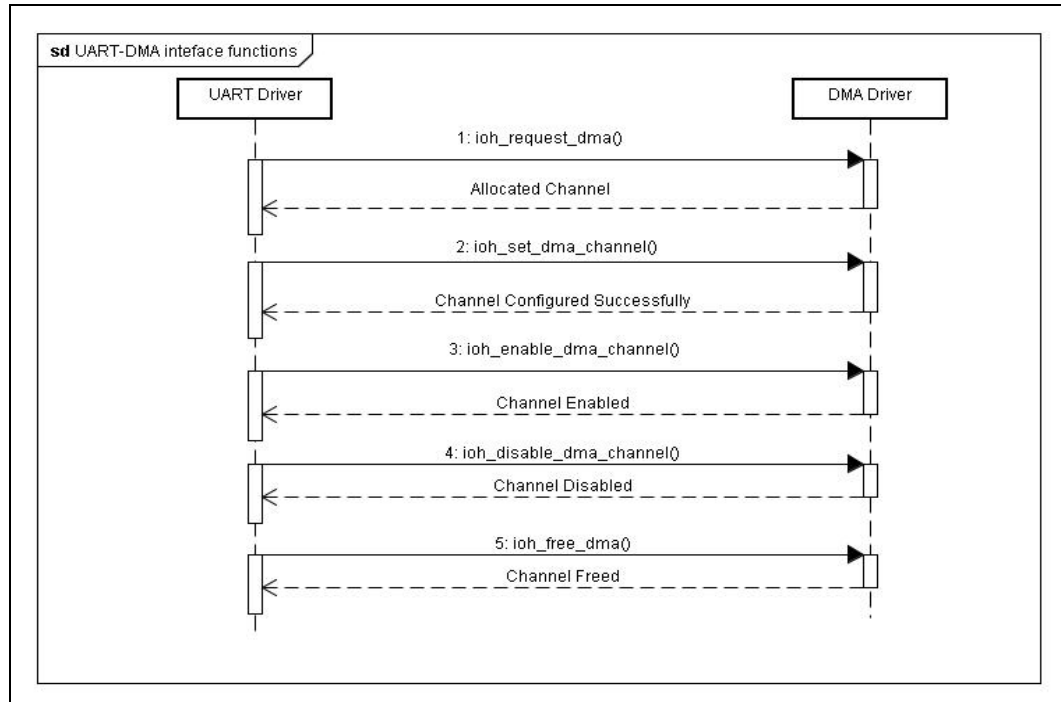 sd UART-DMA inteface functions
UART Driver
DMA Driver
1: ioh_request_dma()
Allocated Channel
2: ioh_set_dma_channel()
Channel Configured Successfully
3: ioh_enable_dma_channel()
Channel Enabled
4: ioh_disable_dma_channel()
Channel Disabled
5: ioh_free_dma()
Channel Freed